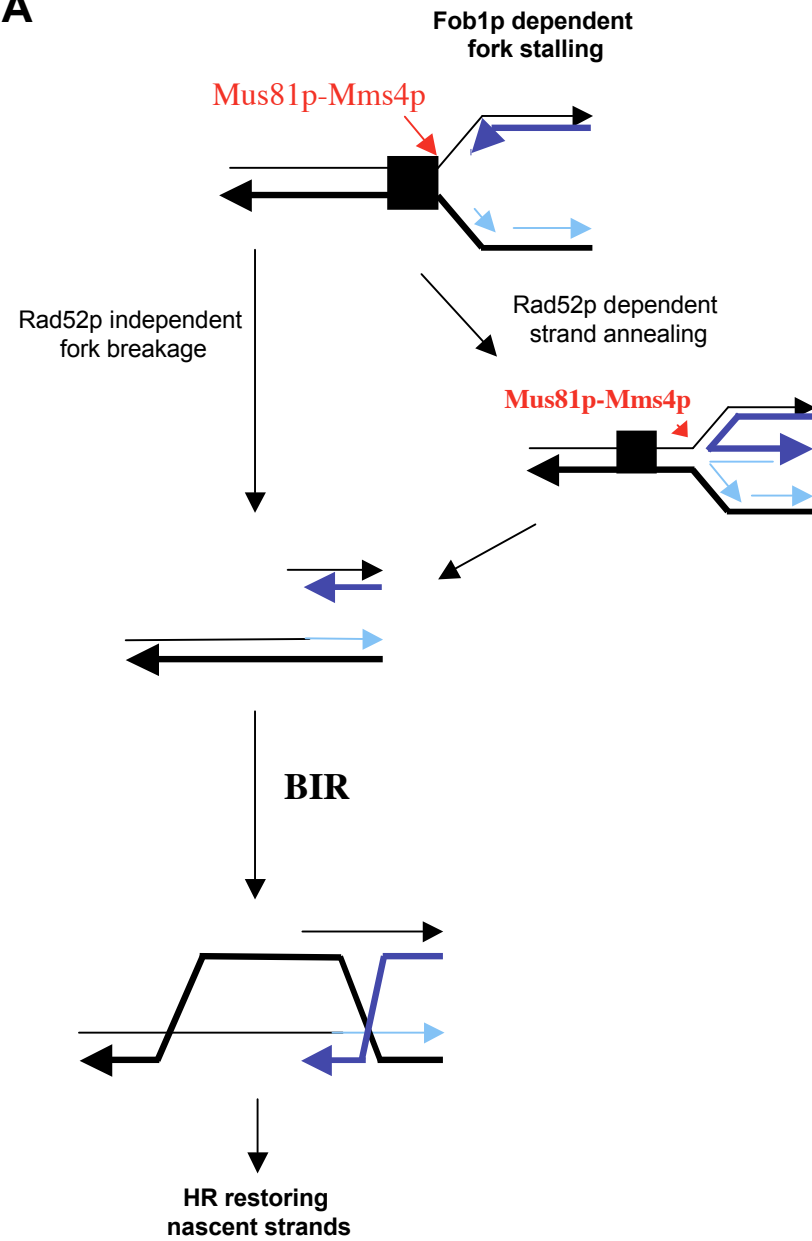 A
Fob1p dependent
fork stalling
Mus81p-Mms4p
Rad52p independent
fork breakage
Rad52p dependent
strand annealing
Mus81p-Mms4p
BIR
HR restoring
nascent strands